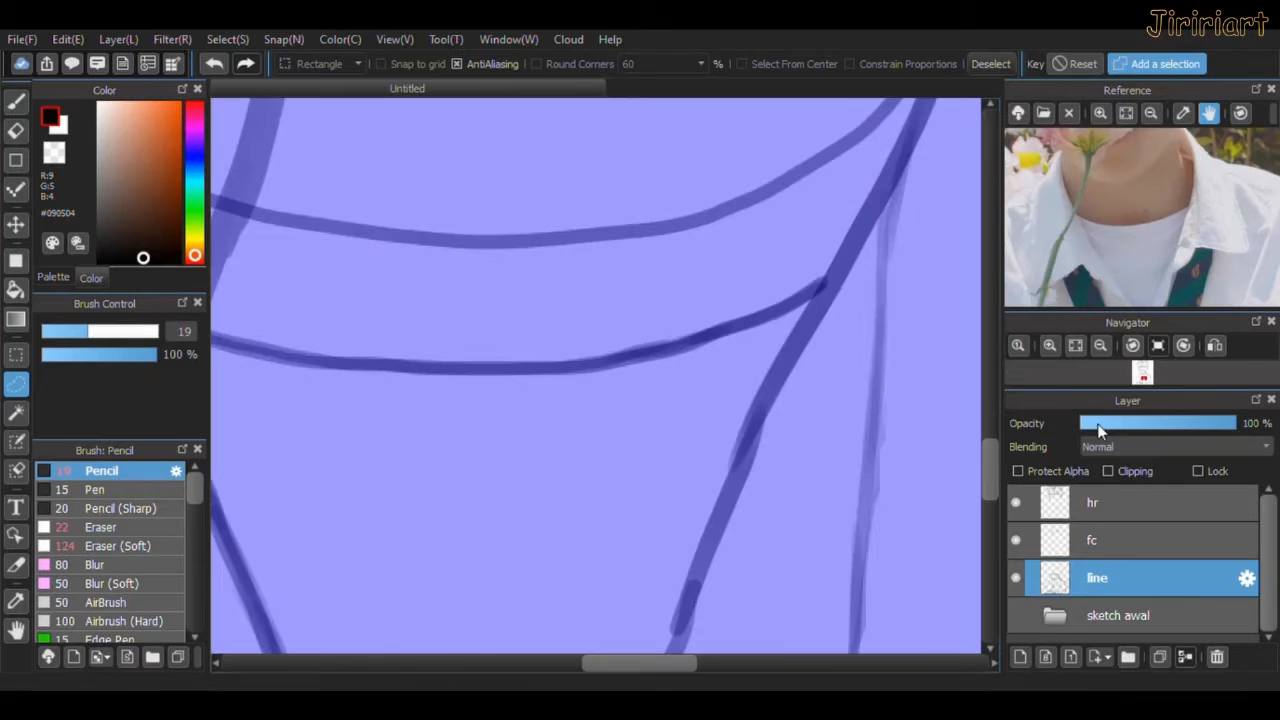 Jiririart
File(F) Edit(E) Layer(L) Filter(R) Select(S) Snap(N) Color(C) View(V) Tool(T) Window(W) Cloud Help
Rectangle Snap to grid AntiAliasing Round Corners 60 % Select From Center Constrain Proportions Deselect Key Reset Add a selection
Color
Untitled
Reference
R:9
G:5
B:4
#090504
Palette Color
Brush Control
19
100 %
Navigator
Layer
Opacity 100 %
Blending Normal
Protect Alpha Clipping Lock
hr
fc
line
sketch awal
Brush: Pencil
19 Pencil
15 Pen
20 Pencil (Sharp)
22 Eraser
124 Eraser (Soft)
80 Blur
50 Blur (Soft)
50 AirBrush
100 Airbrush (Hard)
15 Edge Pen